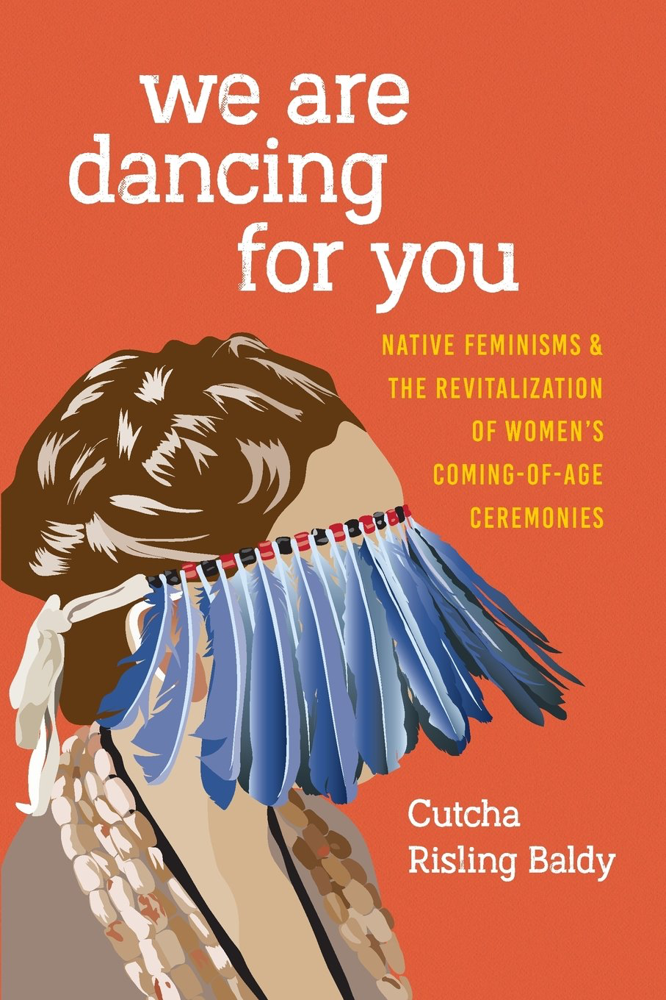 we are
dancing
for you
NATIVE FEMINISMS &
THE REVITALIZATION
OF WOMEN'S
COMING-OF-AGE
CEREMONIES
Cutcha
Risling Baldy